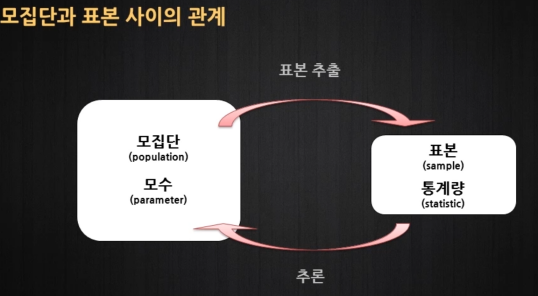 모집단과 표본 사이의 관계
표본 추출
모집단
(population)
모수
(parameter)
표본
(sample)
통계량
(statistic)
추론